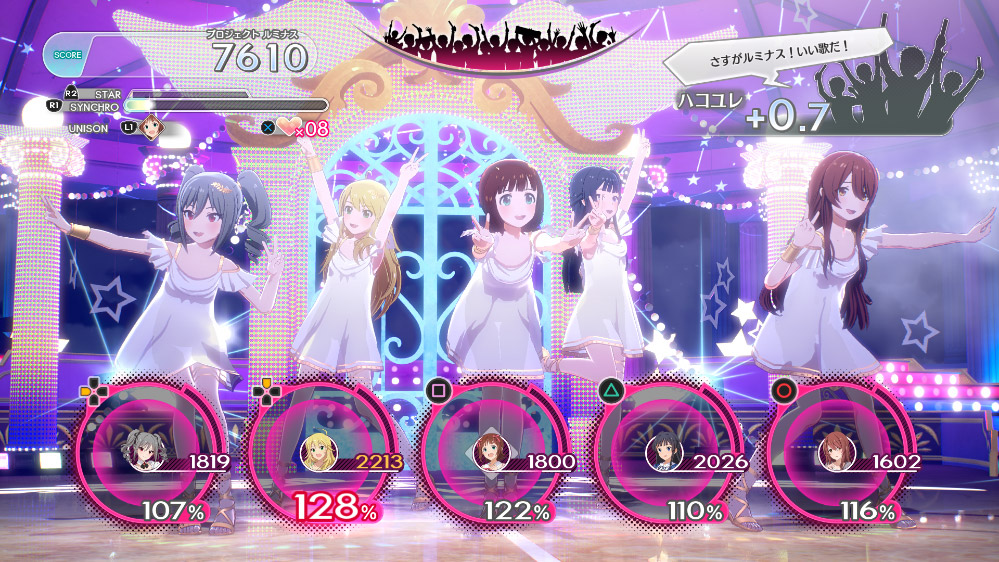 SCORE
プロジェクト ルミナス
7610
R2 STAR
R1 SYNCHRO
UNISON L1
×08
さすがルミナス！いい歌だ！
ハコユレ
+0.7
1819
107%
2213
128%
1800
122%
2026
110%
1602
116%